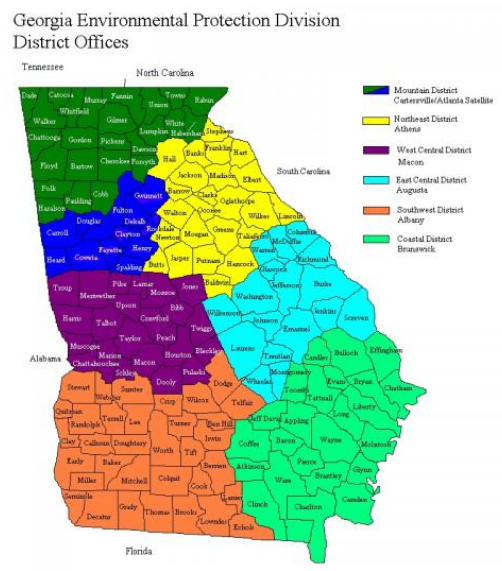 Georgia Environmental Protection Division
District Offices
Tennessee
North Carolina
South Carolina
Alabama
Florida
Mountain District
Cartersville/Atlanta Satellite
Northeast District
Athens
West Central District
Macon
East Central District
Augusta
Southwest District
Albany
Coastal District
Brunswick
Dade Catoosa Murray Fannin Towns Rabun
Whitfield Union
Walker Gilmer White
Chattooga Gordon Pickens Lumpkin Habersham Stephens
Dawson Banks Franklin Hart
Floyd Bartow Cherokee Forsyth Hall
Jackson Madison Elbert
Polk Cobb Gwinnett Barrow Clarke
Haralson Paulding Fulton Oconee Oglethorpe
Douglas Dekalb Walton Wilkes Lincoln
Carroll Clayton Rockdale Newton Morgan Greene Taliaferro
Fayette Henry Columbia
Heard Coweta Spalding Butts Jasper Putnam Hancock Warren McDuffie
Richmond
Glascock
Troup Pike Lamar Monroe Jones Baldwin Jefferson Burke
Meriwether Upson Washington
Harris Talbot Crawford Bibb Wilkinson Jenkins Screven
Twiggs Johnson Emanuel
Muscogee Taylor Peach
Chattahoochee Marion Macon Houston Bleckley Laurens Treutlen Candler Bulloch Effingham
Schley Dooly Pulaski Montgomery
Stewart Webster Sumter Crisp Wilcox Dodge Wheeler Toombs Evans Bryan Chatham
Quitman Telfair Tattnall
Randolph Terrell Lee Turner Ben Hill Jeff Davis Appling Long Liberty
Clay Calhoun Doughtery Worth Tift Irwin Coffee Bacon Wayne McIntosh
Early Baker Berrien Atkinson Pierce Glynn
Miller Mitchell Colquit Cook Ware Brantley
Seminole Lanier Clinch Charlton Camden
Decatur Grady Thomas Brooks Lowndes Echols